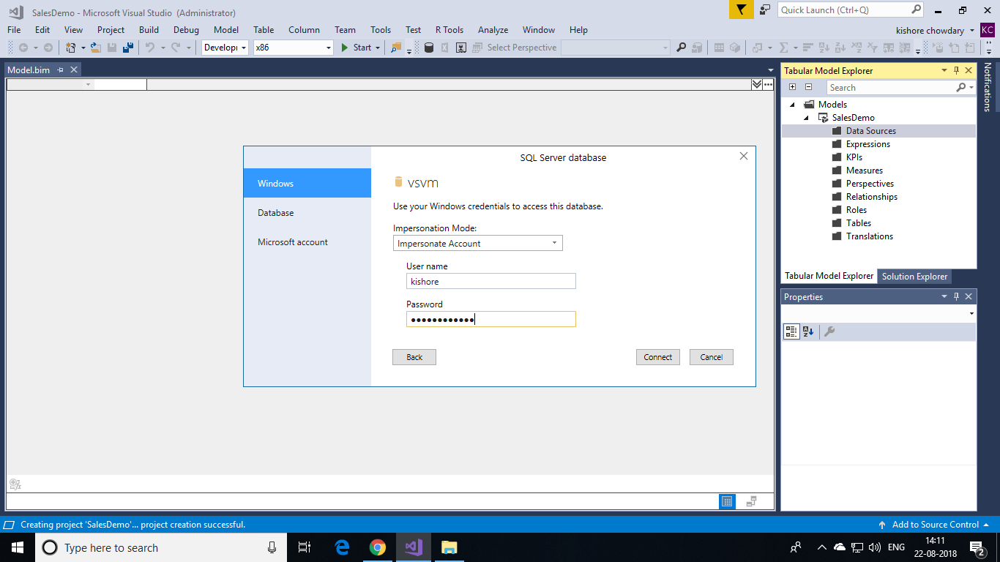 SalesDemo - Microsoft Visual Studio (Administrator)
Quick Launch (Ctrl+Q)
File Edit View Project Build Debug Model Table Column Team Tools Test R Tools Analyze Window Help
kishore chowdary KC
x86 Start Select Perspective
Model.bim
Tabular Model Explorer
Notifications
Search
Models
SalesDemo
Data Sources
Expressions
KPIs
Measures
Perspectives
Relationships
Roles
Tables
Translations
Tabular Model Explorer Solution Explorer
Properties
SQL Server database
Windows
Database
Microsoft account
vsvm
Use your Windows credentials to access this database.
Impersonation Mode:
Impersonate Account
User name
kishore
Password
●●●●●●●●●●●●
Back Connect Cancel
Creating project 'SalesDemo'... project creation successful.
Add to Source Control
Type here to search
ENG
14:11
22-08-2018
2